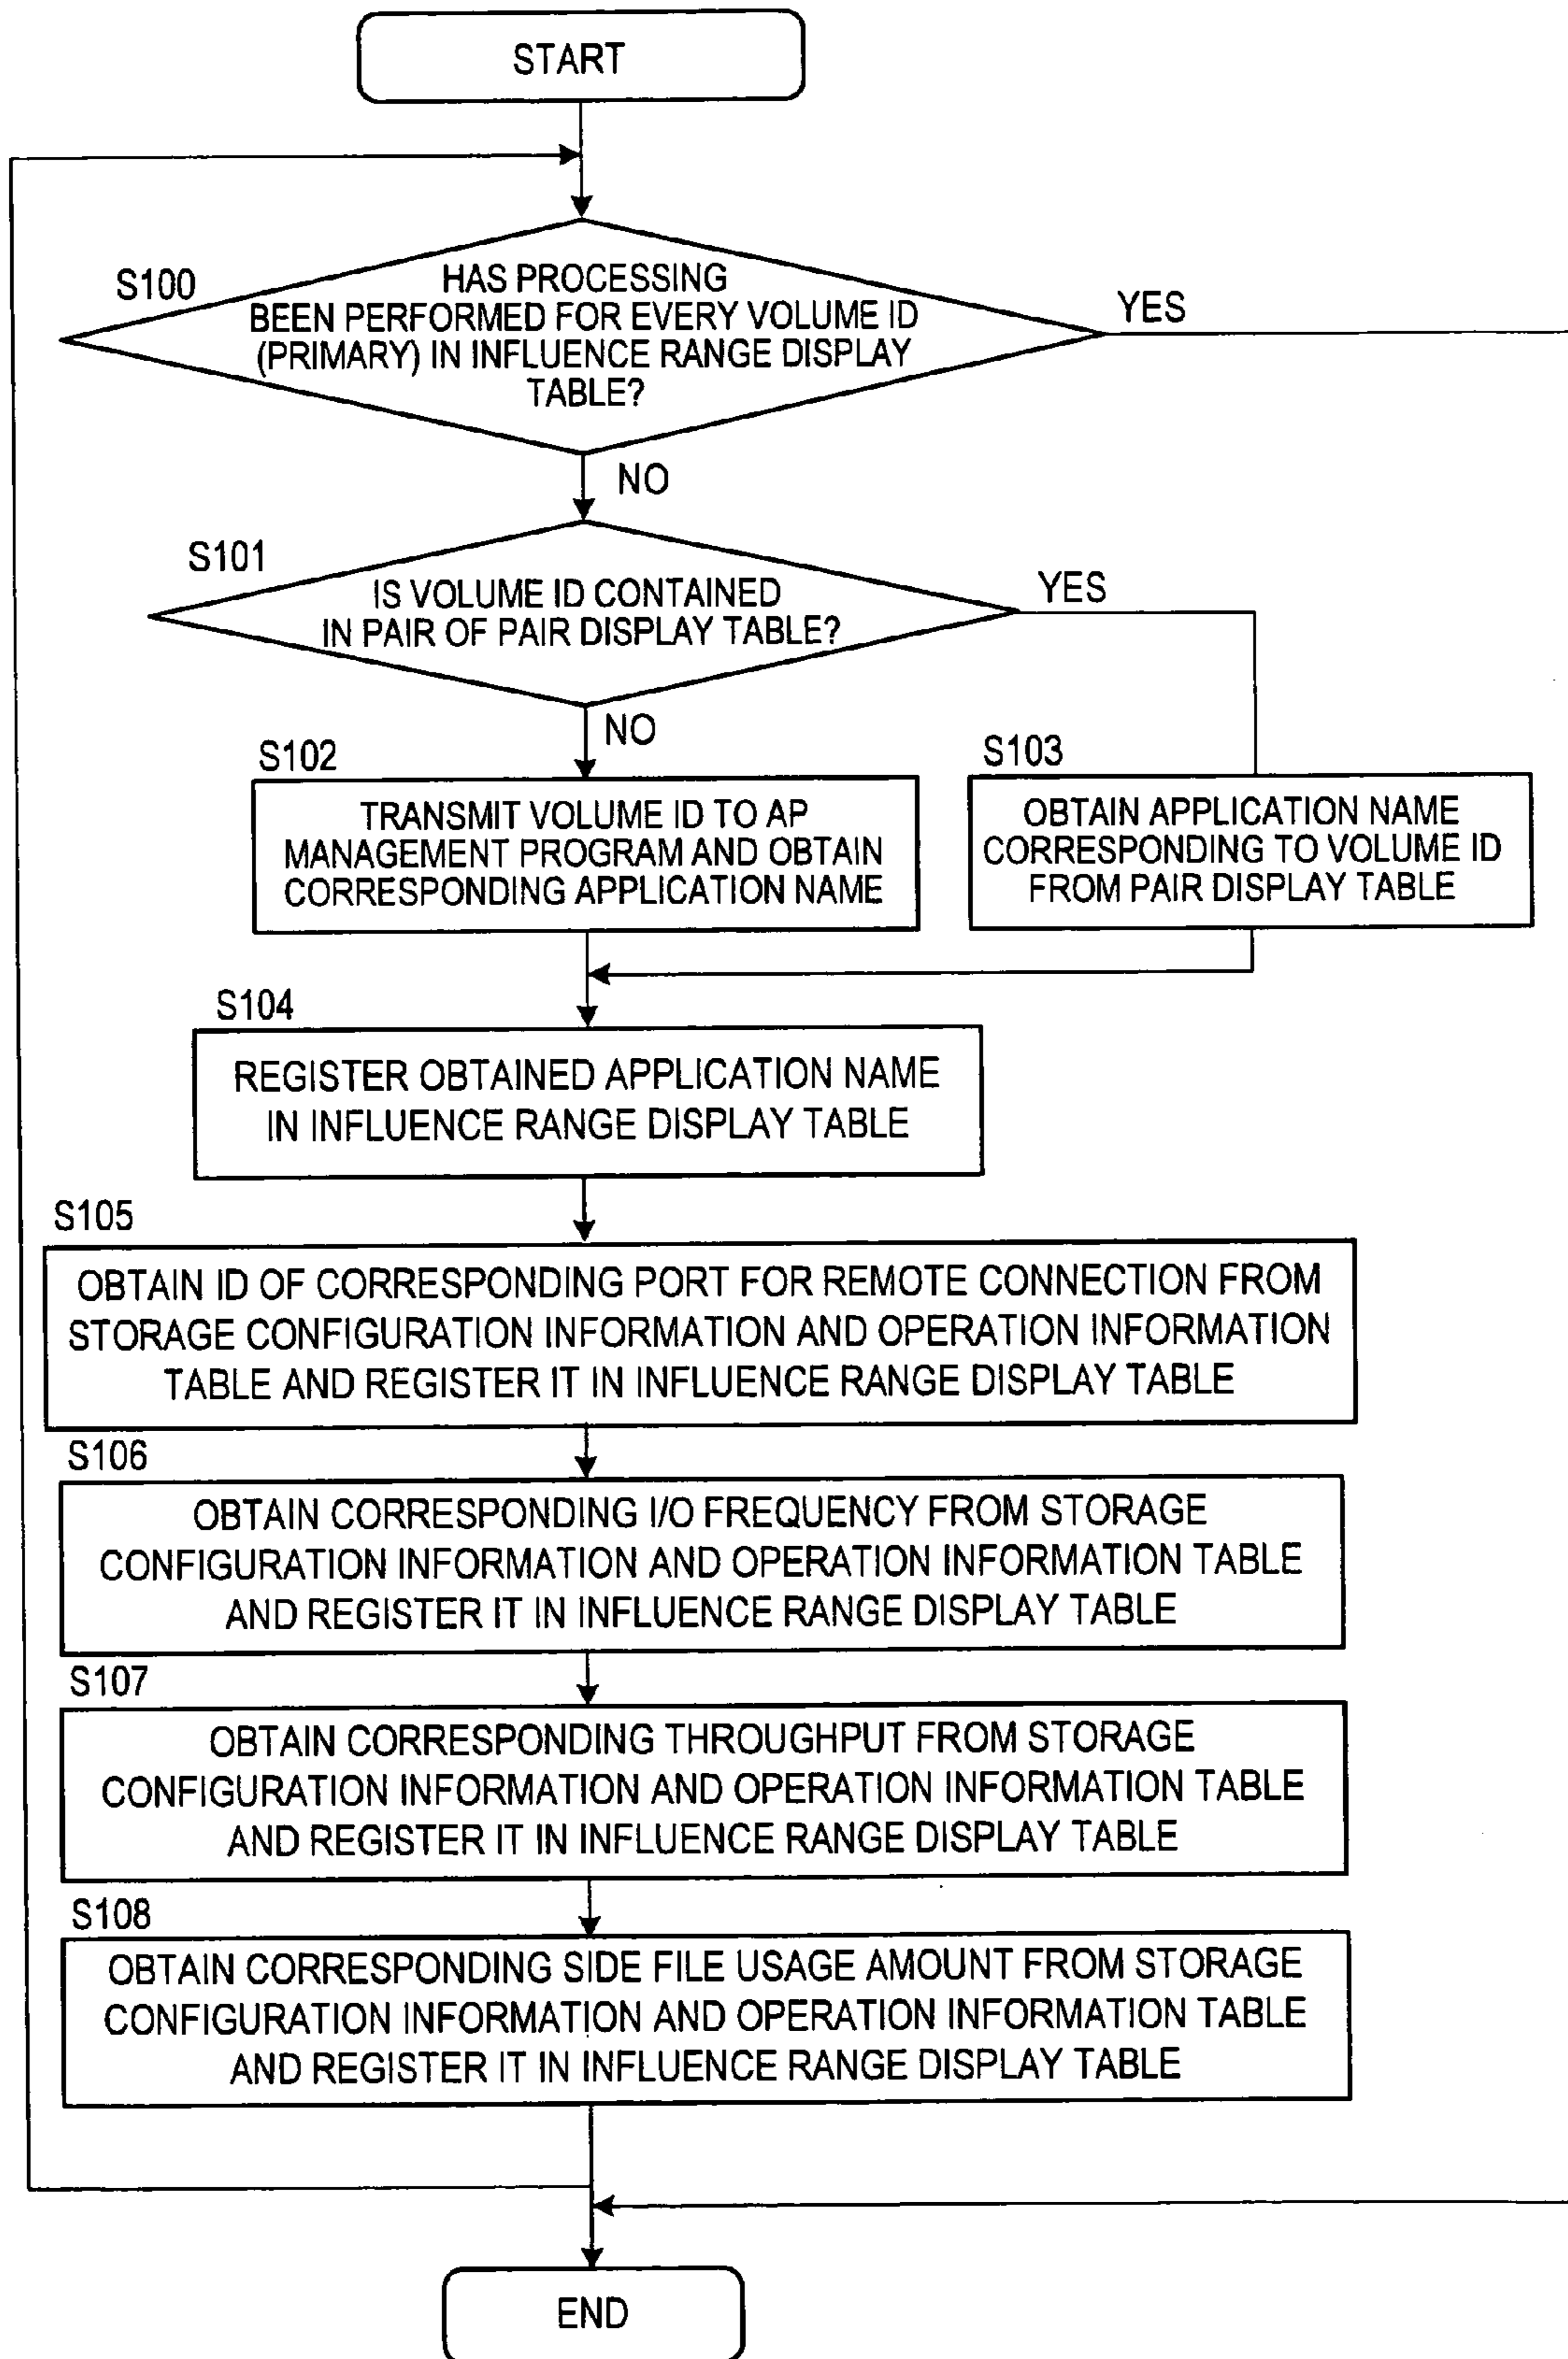 START
S100
HAS PROCESSING
BEEN PERFORMED FOR EVERY VOLUME ID
(PRIMARY) IN INFLUENCE RANGE DISPLAY
TABLE?
YES
NO
S101
IS VOLUME ID CONTAINED
IN PAIR OF PAIR DISPLAY TABLE?
YES
NO
S102
TRANSMIT VOLUME ID TO AP
MANAGEMENT PROGRAM AND OBTAIN
CORRESPONDING APPLICATION NAME
S103
OBTAIN APPLICATION NAME
CORRESPONDING TO VOLUME ID
FROM PAIR DISPLAY TABLE
S104
REGISTER OBTAINED APPLICATION NAME
IN INFLUENCE RANGE DISPLAY TABLE
S105
OBTAIN ID OF CORRESPONDING PORT FOR REMOTE CONNECTION FROM
STORAGE CONFIGURATION INFORMATION AND OPERATION INFORMATION
TABLE AND REGISTER IT IN INFLUENCE RANGE DISPLAY TABLE
S106
OBTAIN CORRESPONDING I/O FREQUENCY FROM STORAGE
CONFIGURATION INFORMATION AND OPERATION INFORMATION TABLE
AND REGISTER IT IN INFLUENCE RANGE DISPLAY TABLE
S107
OBTAIN CORRESPONDING THROUGHPUT FROM STORAGE
CONFIGURATION INFORMATION AND OPERATION INFORMATION TABLE
AND REGISTER IT IN INFLUENCE RANGE DISPLAY TABLE
S108
OBTAIN CORRESPONDING SIDE FILE USAGE AMOUNT FROM STORAGE
CONFIGURATION INFORMATION AND OPERATION INFORMATION TABLE
AND REGISTER IT IN INFLUENCE RANGE DISPLAY TABLE
END